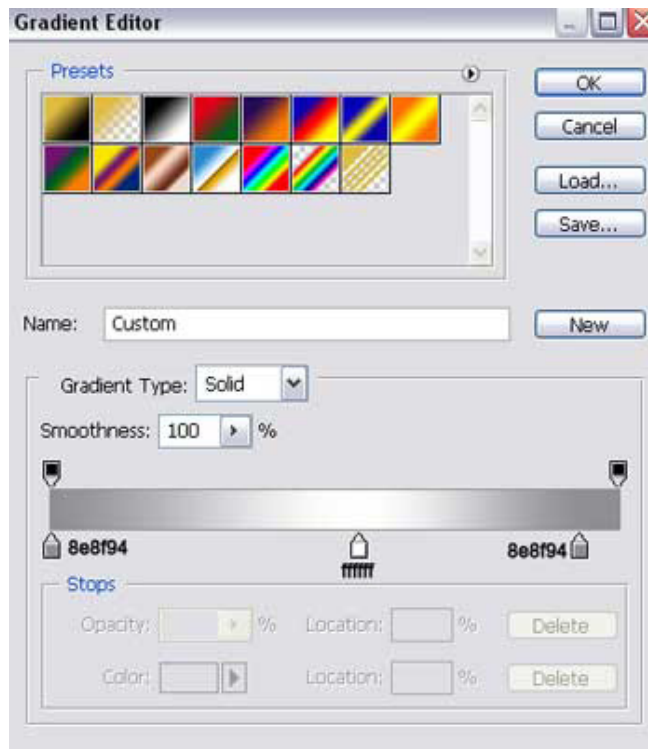 Gradient Editor
Presets
OK
Cancel
Load...
Save...
Name: Custom
New
Gradient Type: Solid
Smoothness: 100 %
8e8f94
ffffff
8e8f94
Stops
Opacity: % Location: % Delete
Color: Location: % Delete